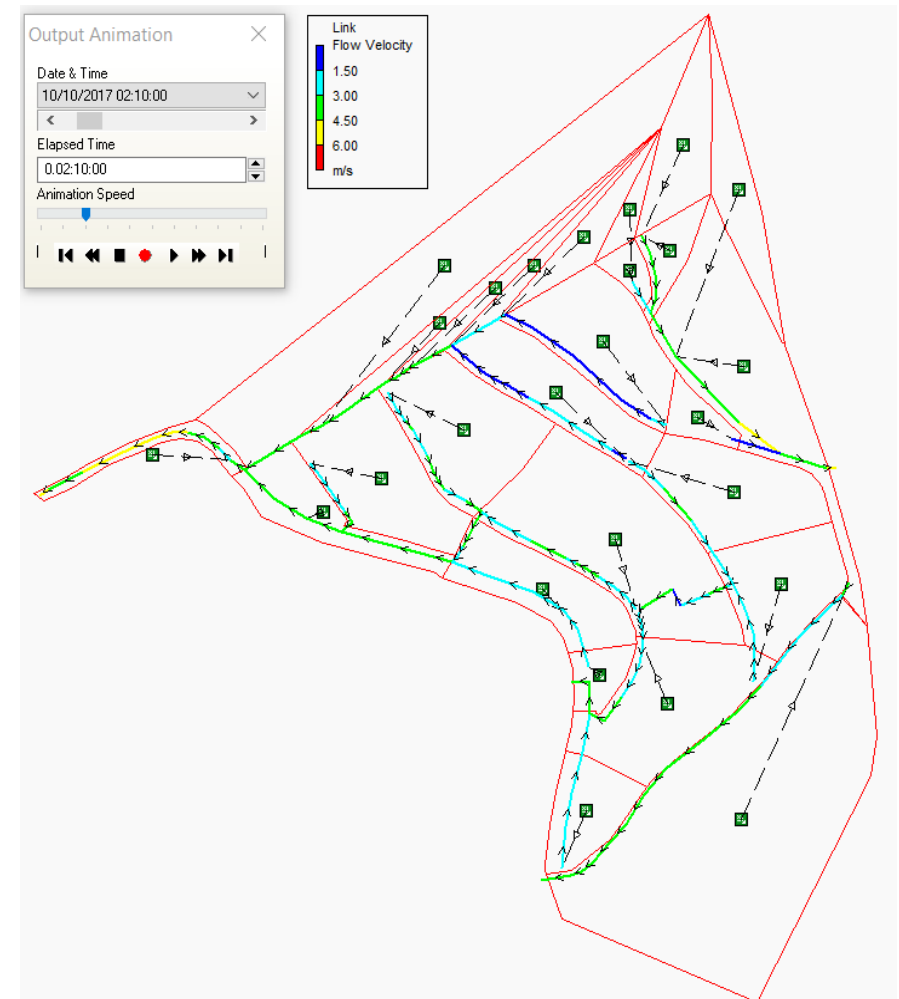 Output Animation
Date & Time
10/10/2017 02:10:00
Elapsed Time
0.02:10:00
Animation Speed
Link
Flow Velocity
1.50
3.00
4.50
6.00
m/s